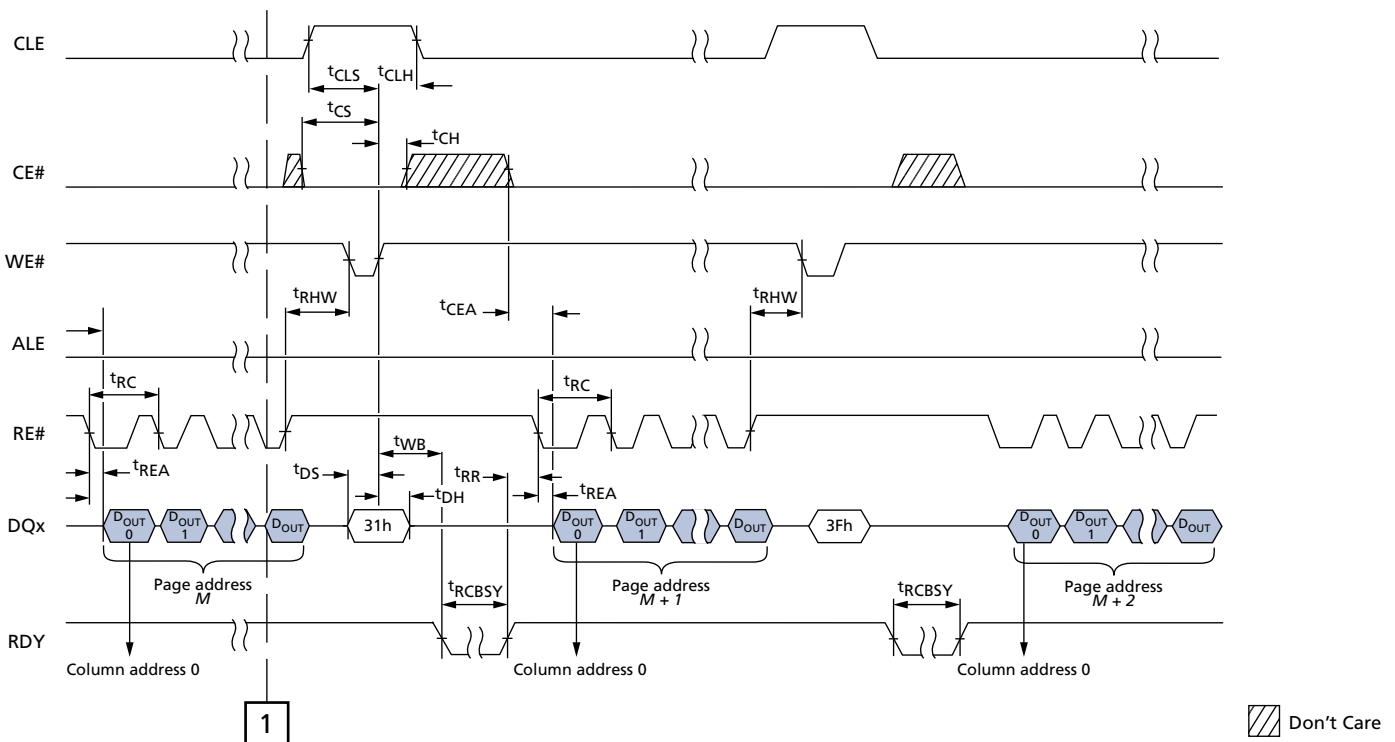 CLE
tCLS
tCLH
tCS
tCH
CE#
WE#
tRHW
tCEA
tRHW
ALE
tRC
tRC
RE#
tWB
tREA
tDS
tRR
tDH
tREA
DQx
DOUT 0
DOUT 1
DOUT
31h
DOUT 0
DOUT 1
DOUT
3Fh
DOUT 0
DOUT 1
DOUT
Page address
M
Page address
M + 1
Page address
M + 2
tRCBSY
tRCBSY
RDY
Column address 0
Column address 0
Column address 0
1
Don't Care